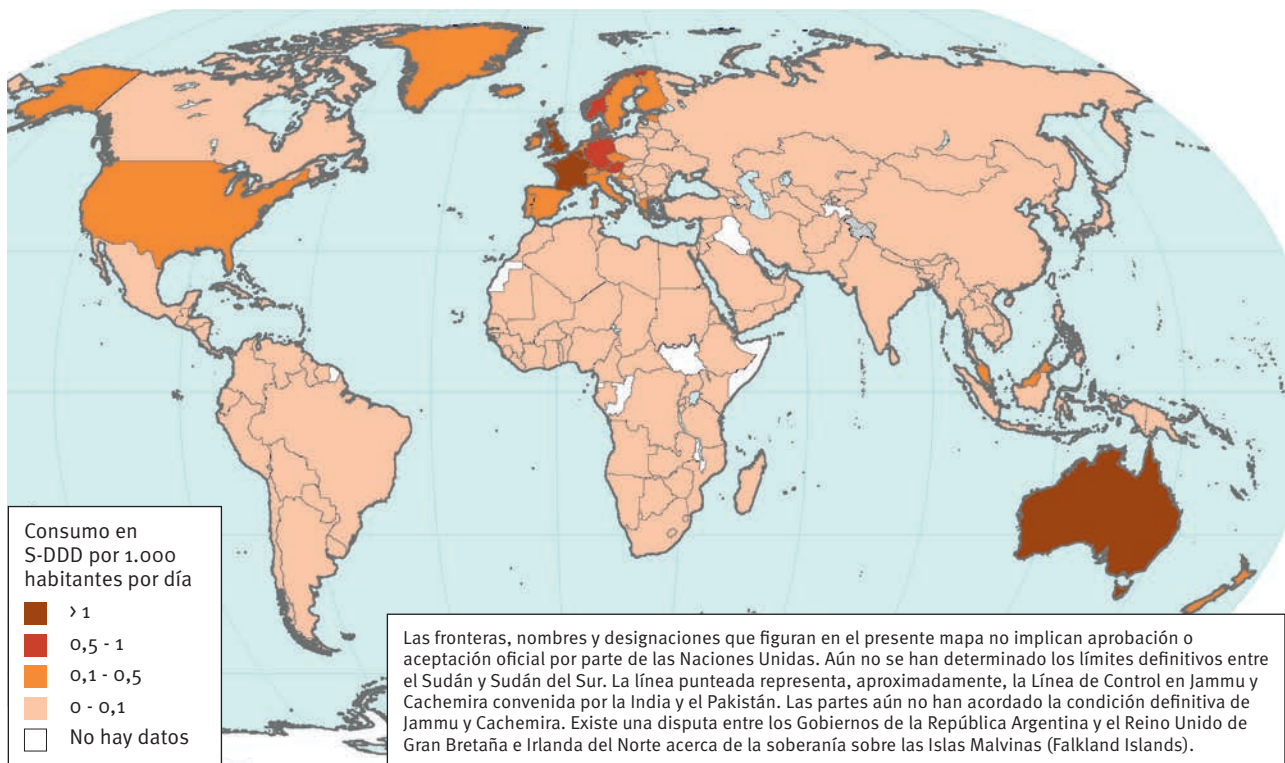 Consumo en
S-DDD por 1.000
habitantes por día
> 1
0,5 - 1
0,1 - 0,5
0 - 0,1
No hay datos
Las fronteras, nombres y designaciones que figuran en el presente mapa no implican aprobación o
aceptación oficial por parte de las Naciones Unidas. Aún no se han determinado los límites definitivos entre
el Sudán y Sudán del Sur. La línea punteada representa, aproximadamente, la Línea de Control en Jammu y
Cachemira convenida por la India y el Pakistán. Las partes aún no han acordado la condición definitiva de
Jammu y Cachemira. Existe una disputa entre los Gobiernos de la República Argentina y el Reino Unido de
Gran Bretaña e Irlanda del Norte acerca de la soberanía sobre las Islas Malvinas (Falkland Islands).